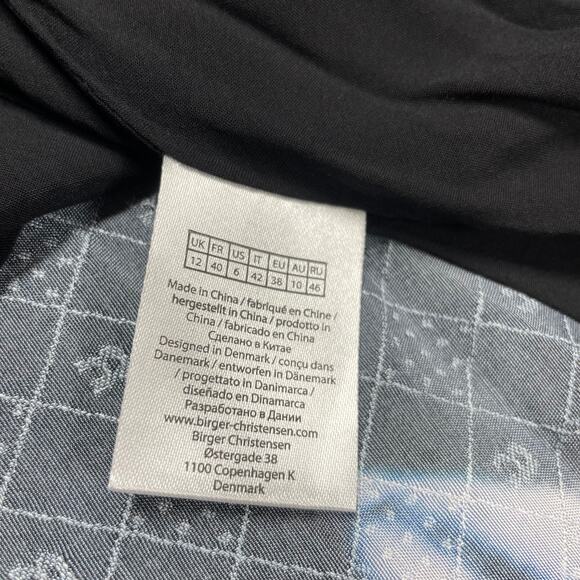 UK FR US IT EU AU RU
12 40 6 42 38 10 46
Made in China / fabriqué en Chine /
hergestellt in China / prodotto in
China / fabricado en China
Сделано в Китае
Designed in Denmark / conçu dans
Danemark / entworfen in Dänemark
/ progettato in Danimarca /
diseñado en Dinamarca
Разработано в Дании
www.birger-christensen.com
Birger Christensen
Østergade 38
1100 Copenhagen K
Denmark